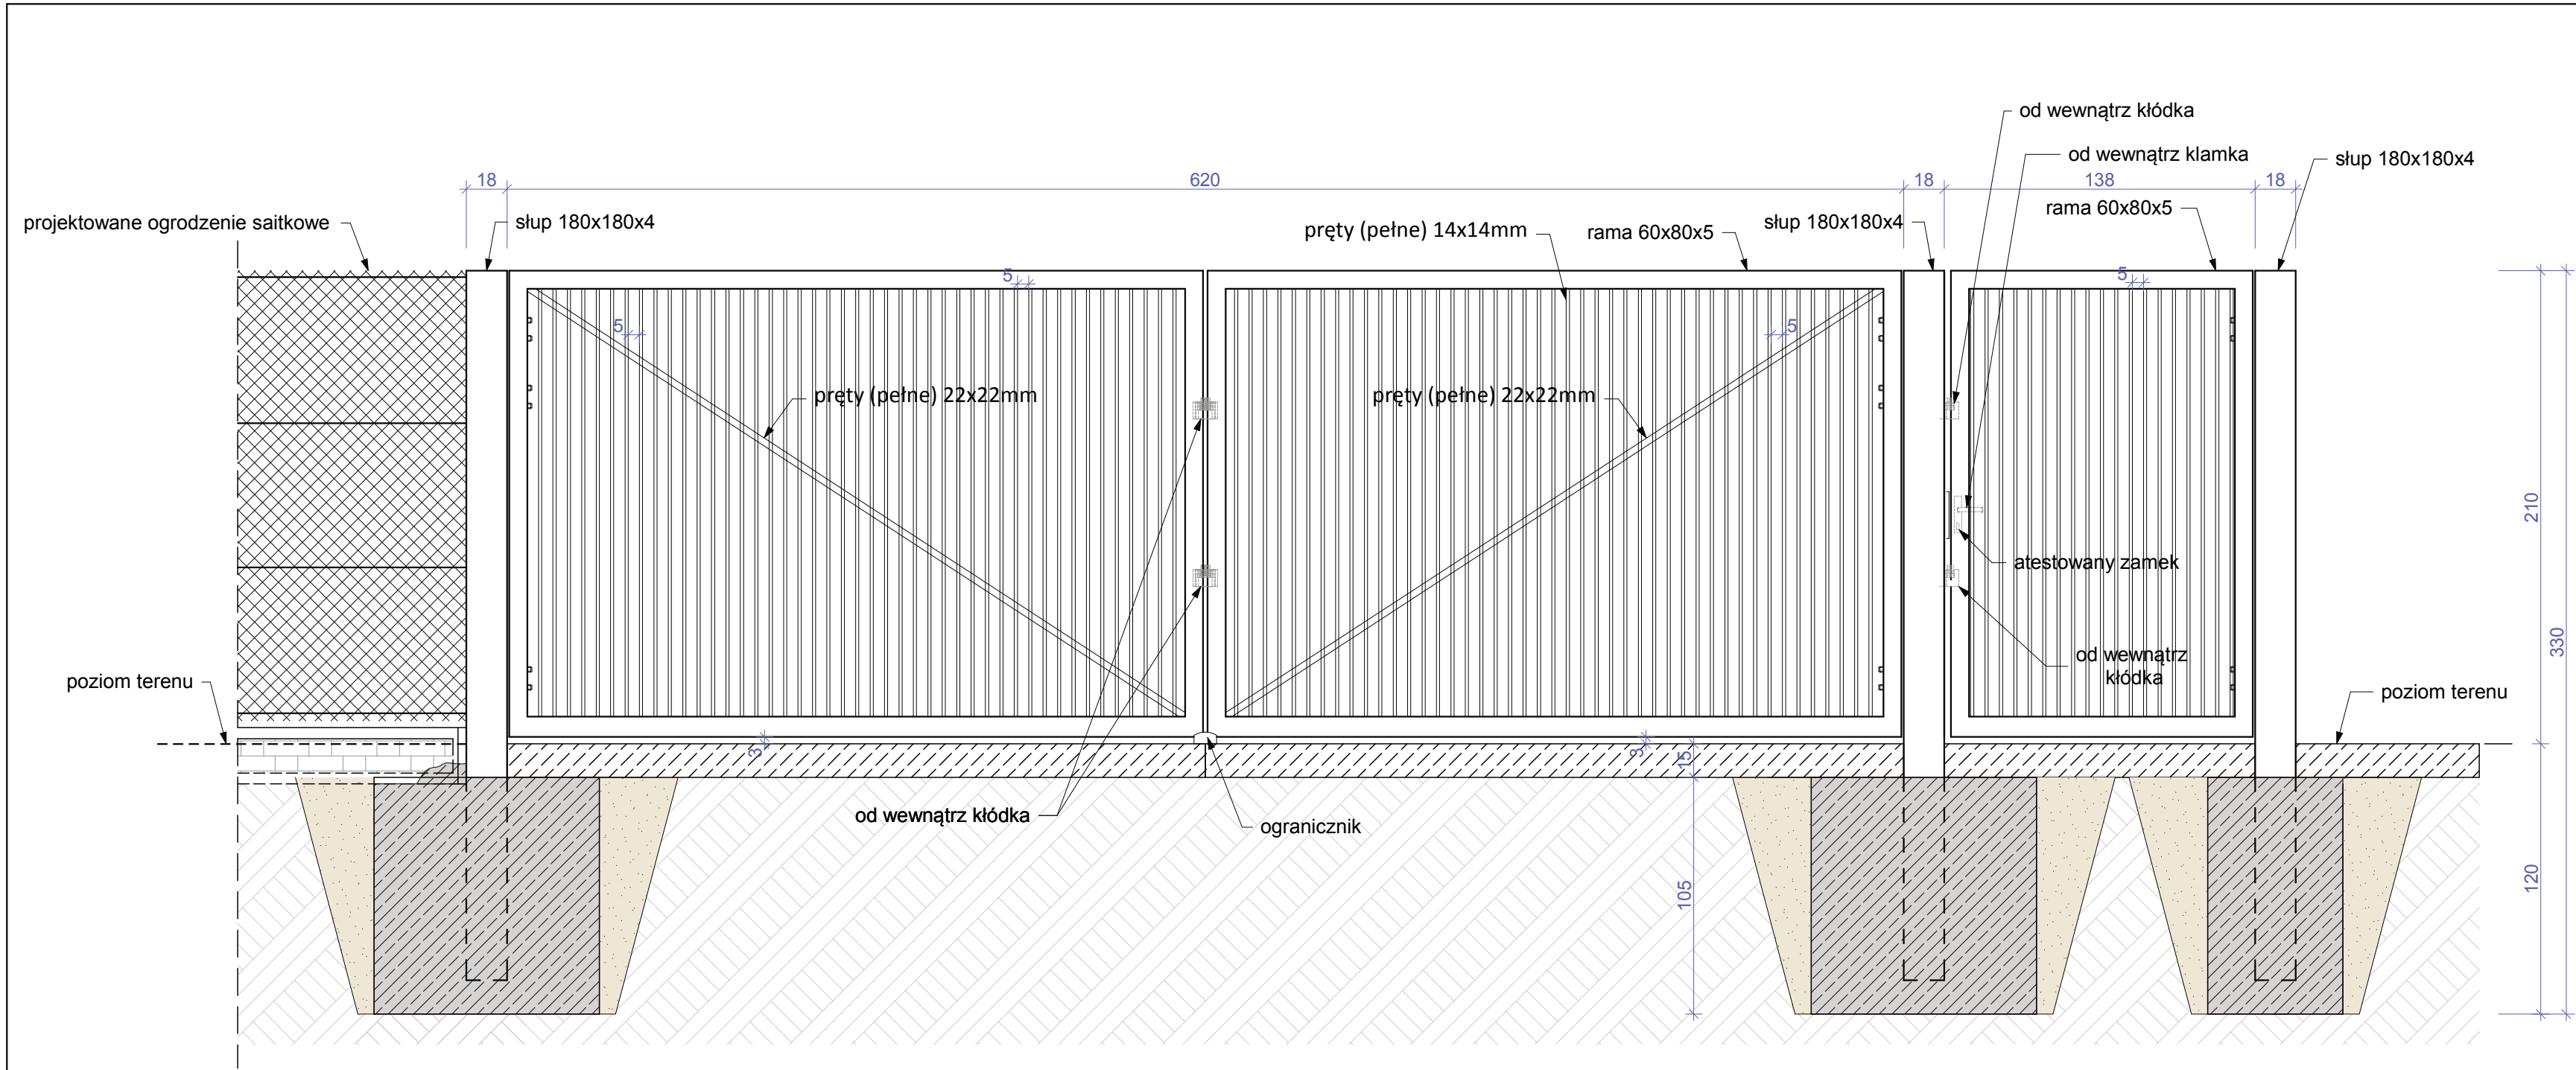 od wewnątrz kłódka
od wewnątrz klamka
słup 180x180x4
18
620
18
138
18
rama 60x80x5
projektowane ogrodzenie saitkowe
słup 180x180x4
pręty (pełne) 14x14mm
rama 60x80x5
słup 180x180x4
5
5
5
5
pręty (pełne) 22x22mm
pręty (pełne) 22x22mm
210
atestowany zamek
330
od wewnątrz
kłódka
poziom terenu
poziom terenu
3
3
15
od wewnątrz kłódka
ogranicznik
105
120